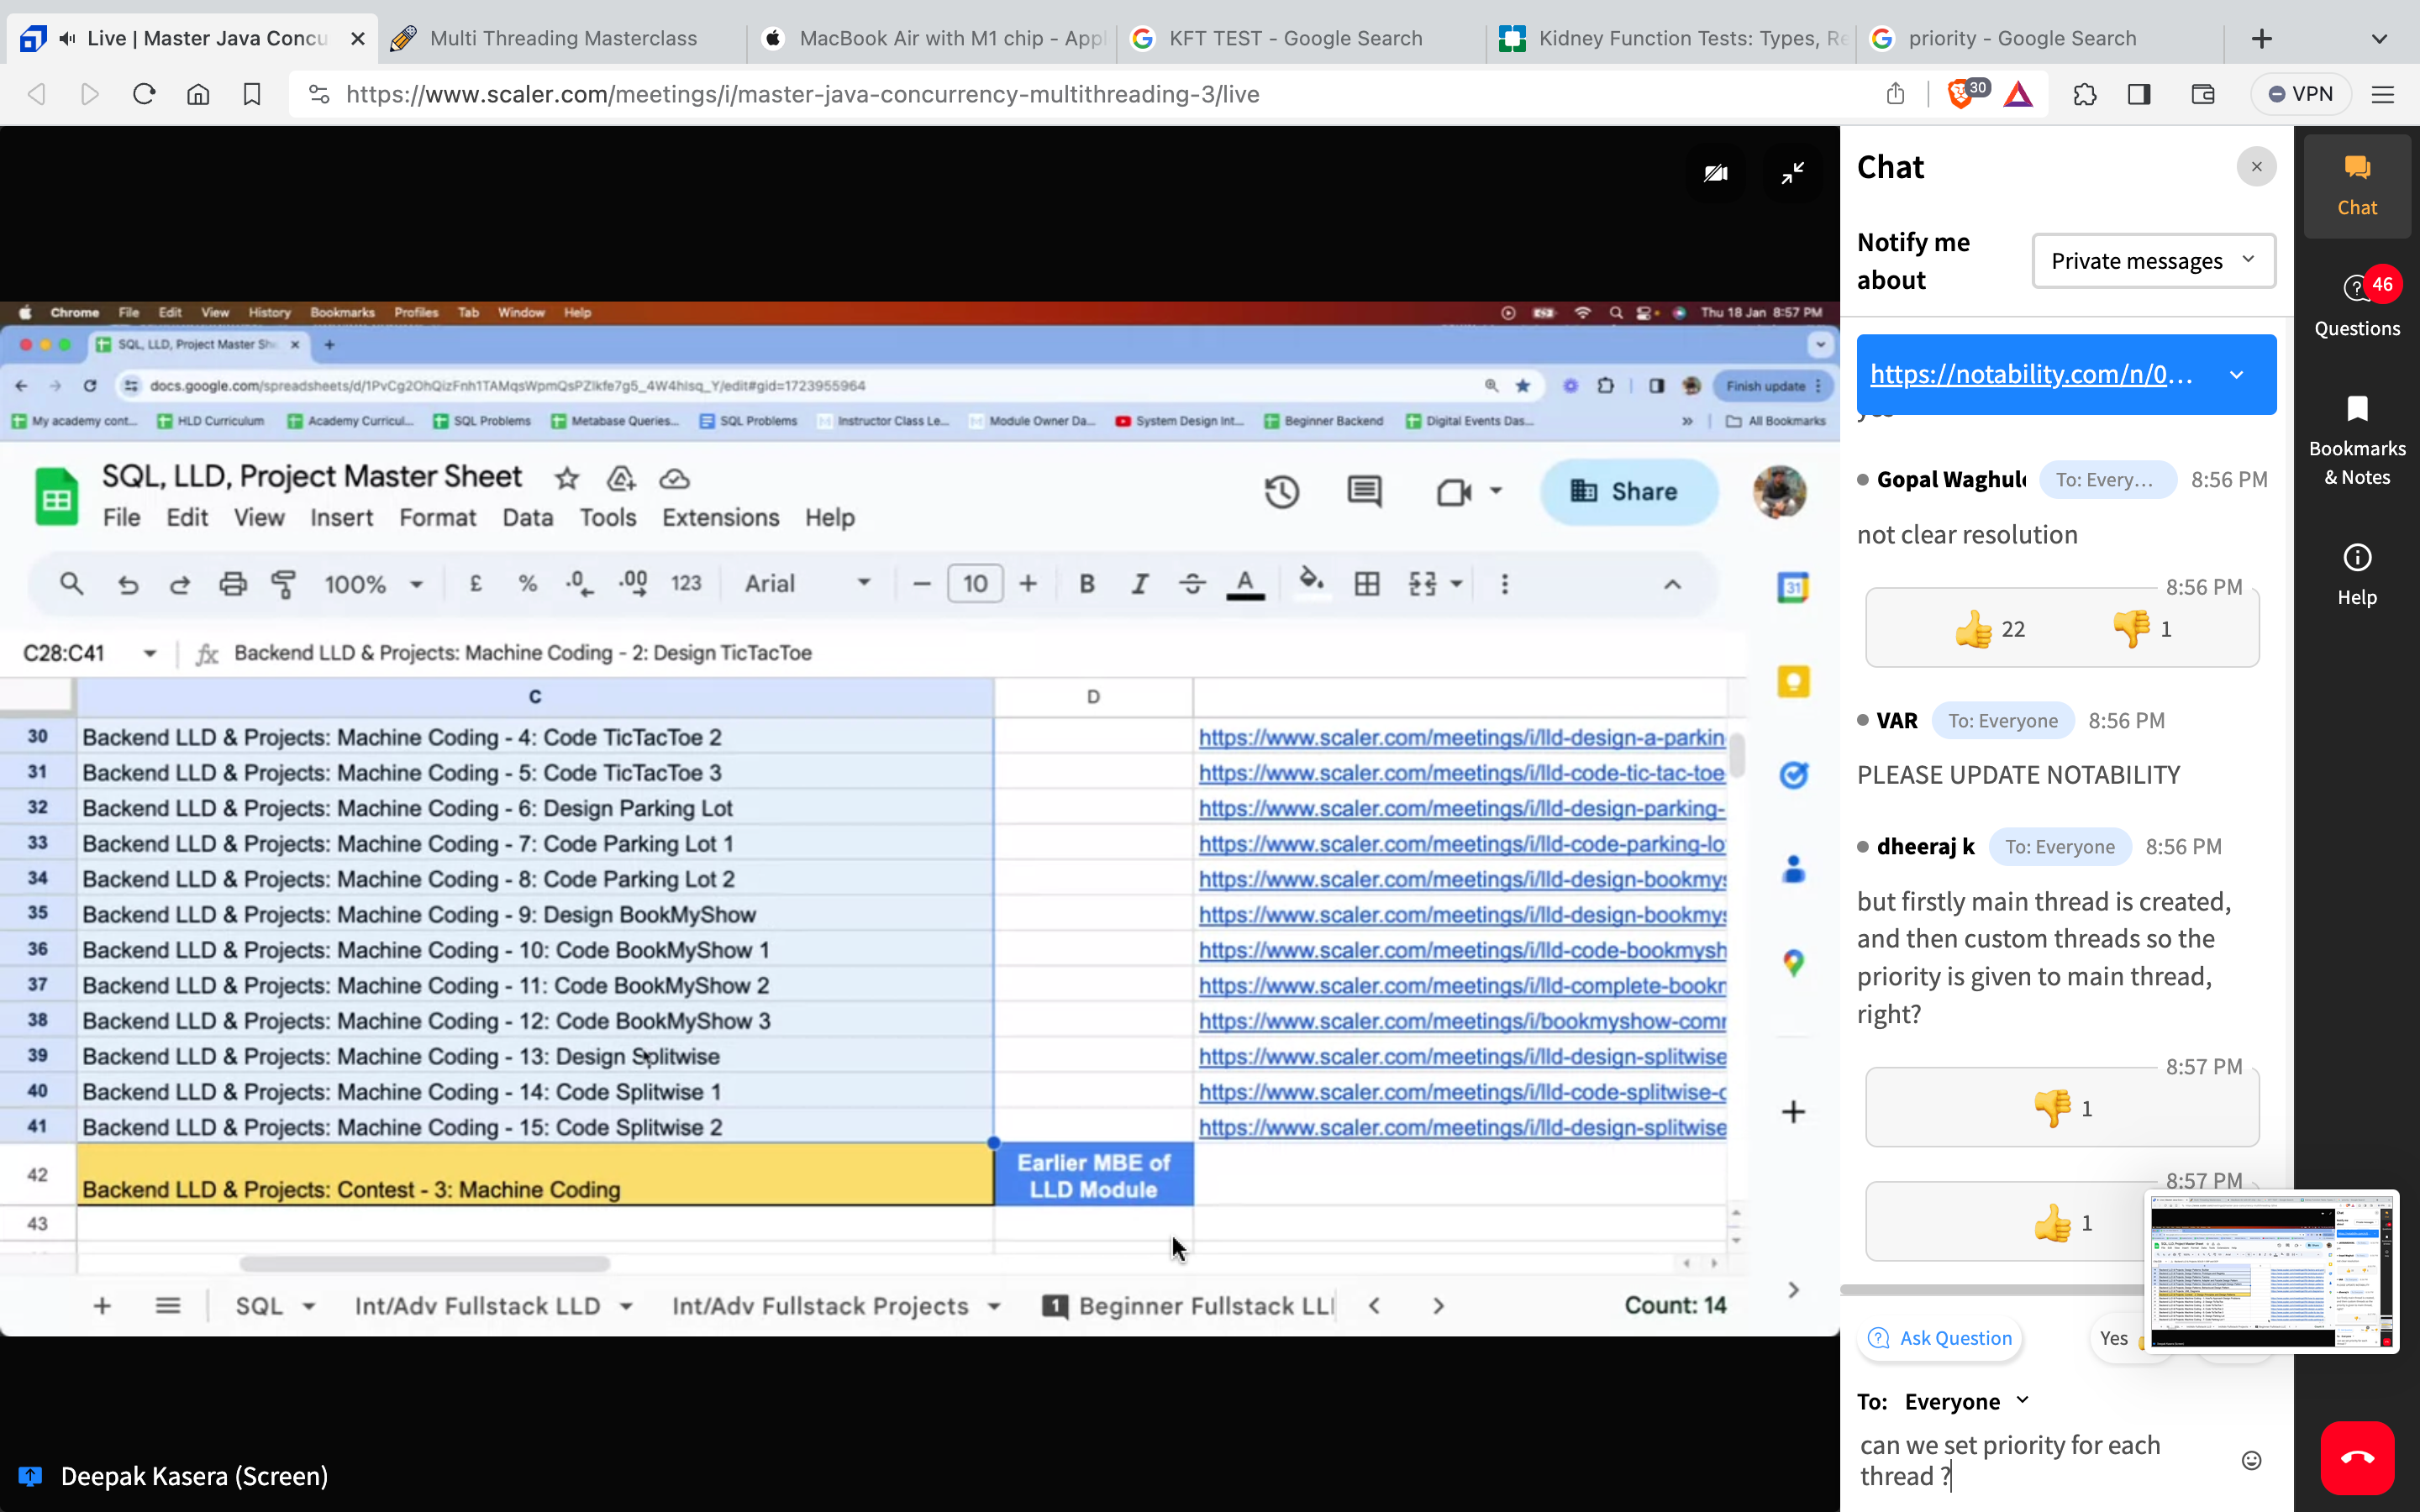 Live | Master Java Concu
Multi Threading Masterclass
MacBook Air with M1 chip - Appl
KFT TEST - Google Search
Kidney Function Tests: Types, Re
priority - Google Search
https://www.scaler.com/meetings/i/master-java-concurrency-multithreading-3/live
30
VPN
Chrome File Edit View History Bookmarks Profiles Tab Window Help
Thu 18 Jan 8:57 PM
SQL, LLD, Project Master Sh
docs.google.com/spreadsheets/d/1PvCg2OhQizFnh1TAMqsWpmQsPZlkfe7g5_4W4hlsq_Y/edit#gid=1723955964
Finish update
My academy cont...
HLD Curriculum
Academy Curricul...
SQL Problems
Metabase Queries...
SQL Problems
Instructor Class Le...
Module Owner Da...
System Design Int...
Beginner Backend
Digital Events Das...
»
All Bookmarks
SQL, LLD, Project Master Sheet
File Edit View Insert Format Data Tools Extensions Help
Share
100% £ % .0 .00 123 Arial 10 B I A
31
C28:C41 fx Backend LLD & Projects: Machine Coding - 2: Design TicTacToe
C D
30 Backend LLD & Projects: Machine Coding - 4: Code TicTacToe 2 https://www.scaler.com/meetings/i/lld-design-a-parkin
31 Backend LLD & Projects: Machine Coding - 5: Code TicTacToe 3 https://www.scaler.com/meetings/i/lld-code-tic-tac-toe
32 Backend LLD & Projects: Machine Coding - 6: Design Parking Lot https://www.scaler.com/meetings/i/lld-design-parking-
33 Backend LLD & Projects: Machine Coding - 7: Code Parking Lot 1 https://www.scaler.com/meetings/i/lld-code-parking-lo
34 Backend LLD & Projects: Machine Coding - 8: Code Parking Lot 2 https://www.scaler.com/meetings/i/lld-design-bookmys
35 Backend LLD & Projects: Machine Coding - 9: Design BookMyShow https://www.scaler.com/meetings/i/lld-design-bookmys
36 Backend LLD & Projects: Machine Coding - 10: Code BookMyShow 1 https://www.scaler.com/meetings/i/lld-code-bookmysh
37 Backend LLD & Projects: Machine Coding - 11: Code BookMyShow 2 https://www.scaler.com/meetings/i/lld-complete-bookr
38 Backend LLD & Projects: Machine Coding - 12: Code BookMyShow 3 https://www.scaler.com/meetings/i/bookmyshow-comr
39 Backend LLD & Projects: Machine Coding - 13: Design Splitwise https://www.scaler.com/meetings/i/lld-design-splitwise
40 Backend LLD & Projects: Machine Coding - 14: Code Splitwise 1 https://www.scaler.com/meetings/i/lld-code-splitwise-c
41 Backend LLD & Projects: Machine Coding - 15: Code Splitwise 2 https://www.scaler.com/meetings/i/lld-design-splitwise
42 Backend LLD & Projects: Contest - 3: Machine Coding
Earlier MBE of
LLD Module
43
SQL
Int/Adv Fullstack LLD
Int/Adv Fullstack Projects
1 Beginner Fullstack LL
Count: 14
Deepak Kasera (Screen)
Chat
Notify me
about
Private messages
https://notability.com/n/0...
yes
Gopal Waghul To: Every... 8:56 PM
not clear resolution
8:56 PM
22 1
VAR To: Everyone 8:56 PM
PLEASE UPDATE NOTABILITY
dheeraj k To: Everyone 8:56 PM
but firstly main thread is created,
and then custom threads so the
priority is given to main thread,
right?
8:57 PM
1
8:57 PM
1
Ask Question
Yes
To: Everyone
can we set priority for each
thread ?
Chat
46
Questions
Bookmarks
& Notes
Help